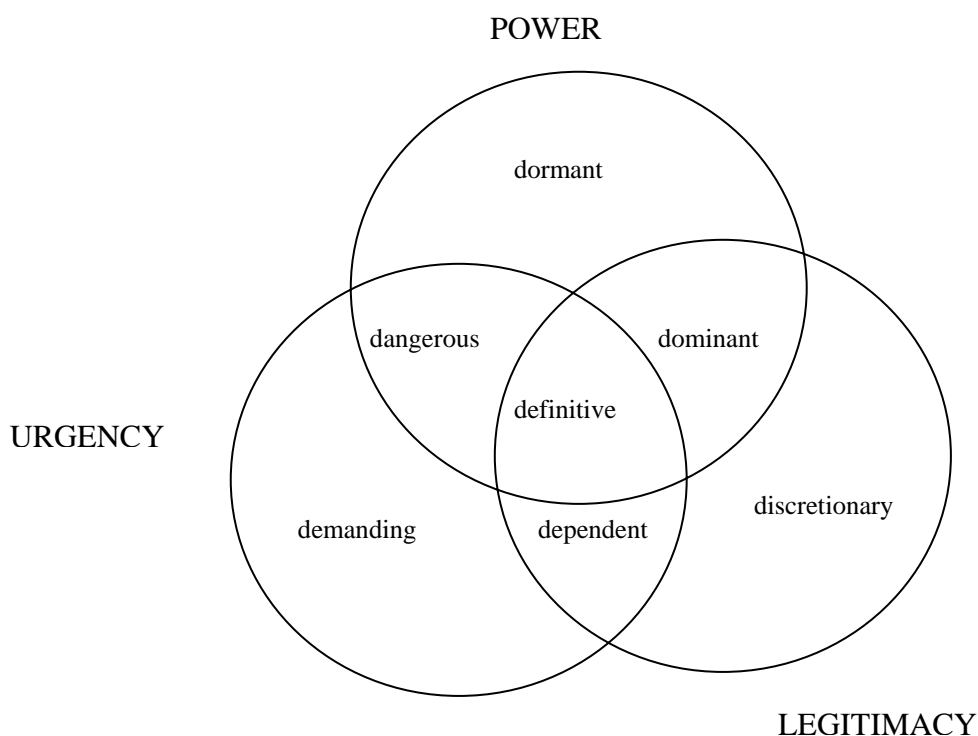 POWER
dormant
dangerous
dominant
definitive
URGENCY
discretionary
demanding
dependent
LEGITIMACY